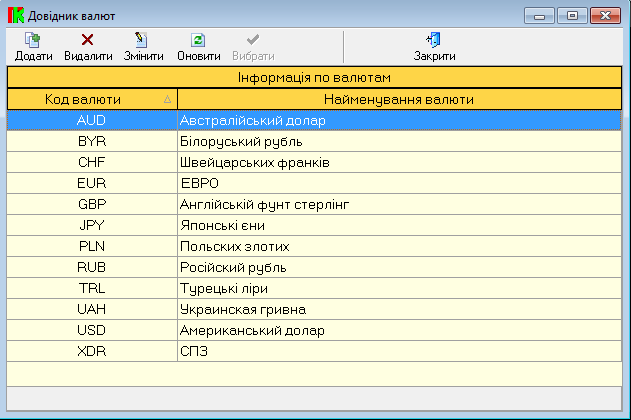 Довідник валют
Додати Видалити Змінити Оновити Вибрати Закрити
Інформація по валютам
Код валюти Найменування валюти
AUD Австралійський долар
BYR Білоруський рубль
CHF Швейцарських франків
EUR ЕВРО
GBP Англійській фунт стерлінг
JPY Японські єни
PLN Польских злотих
RUB Російский рубль
TRL Турецькі ліри
UAH Украинская гривна
USD Американський долар
XDR СПЗ